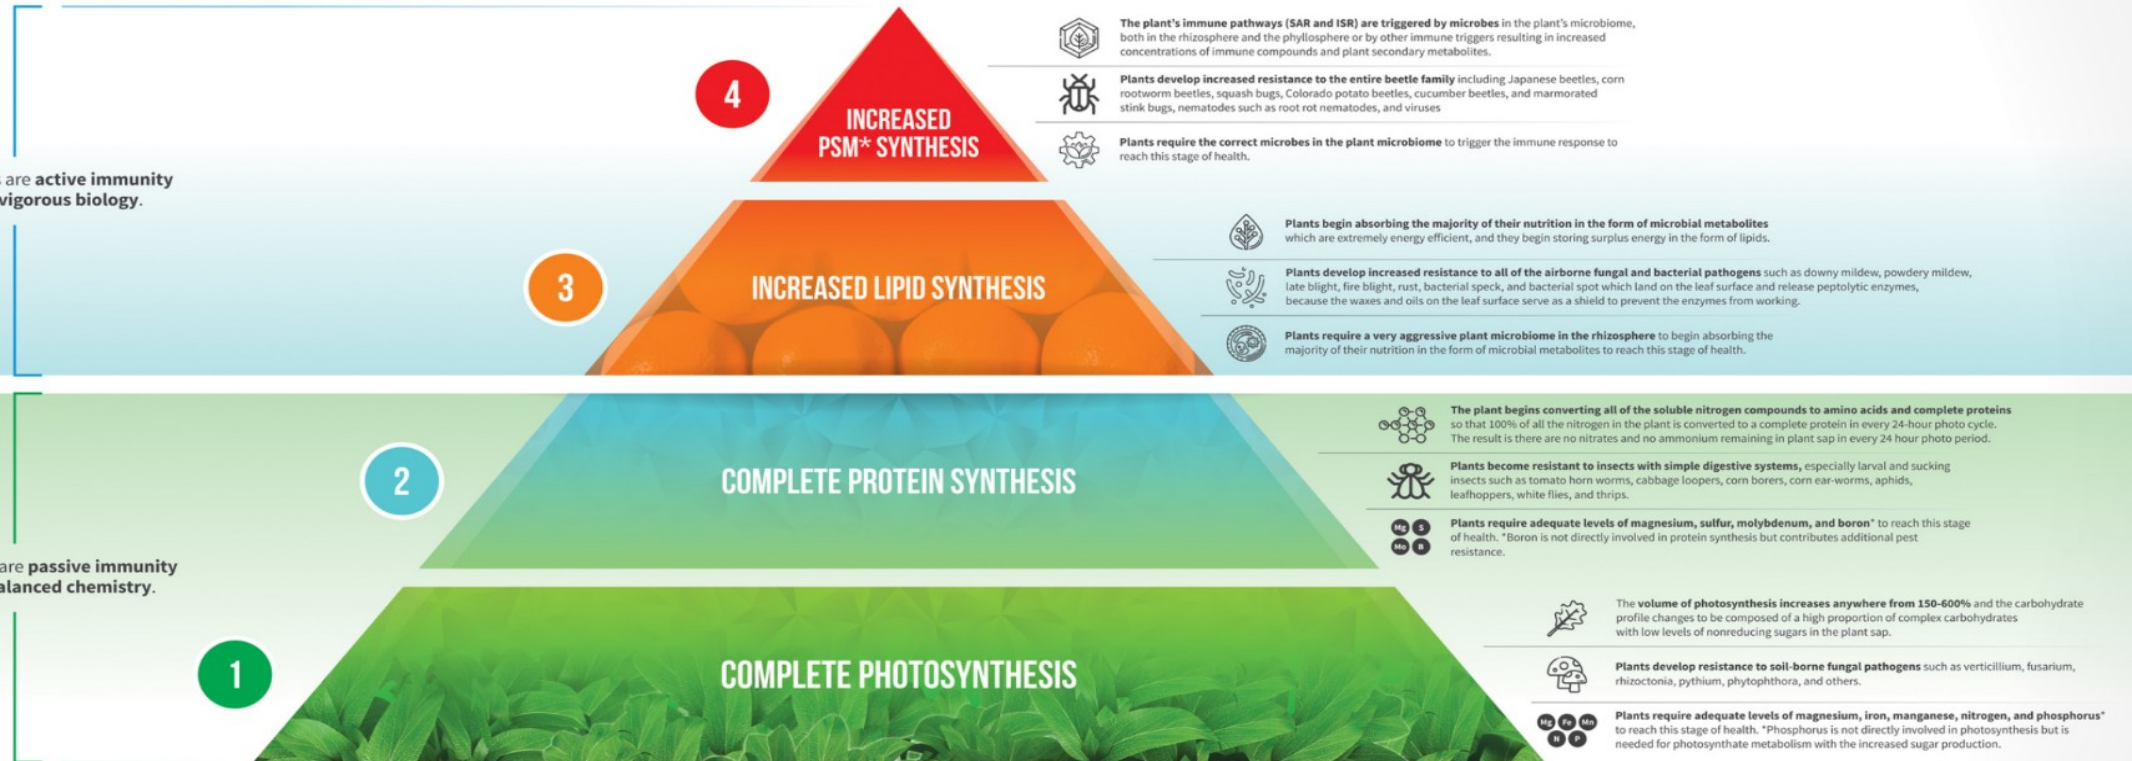 4
INCREASED
PSM* SYNTHESIS
The plant's immune pathways (SAR and ISR) are triggered by microbes in the plant's microbiome,
both in the rhizosphere and the phyllosphere or by other immune triggers resulting in increased
concentrations of immune compounds and plant secondary metabolites.
Plants develop increased resistance to the entire beetle family including Japanese beetles, corn
rootworm beetles, squash bugs, Colorado potato beetles, cucumber beetles, and marmorated
stink bugs, nematodes such as root rot nematodes, and viruses
Plants require the correct microbes in the plant microbiome to trigger the immune response to
reach this stage of health.
are active immunity
vigorous biology.
3
INCREASED LIPID SYNTHESIS
Plants begin absorbing the majority of their nutrition in the form of microbial metabolites
which are extremely energy efficient, and they begin storing surplus energy in the form of lipids.
Plants develop increased resistance to all of the airborne fungal and bacterial pathogens such as downy mildew, powdery mildew,
late blight, fire blight, rust, bacterial speck, and bacterial spot which land on the leaf surface and release peptolytic enzymes,
because the waxes and oils on the leaf surface serve as a shield to prevent the enzymes from working.
Plants require a very aggressive plant microbiome in the rhizosphere to begin absorbing the
majority of their nutrition in the form of microbial metabolites to reach this stage of health.
2
COMPLETE PROTEIN SYNTHESIS
The plant begins converting all of the soluble nitrogen compounds to amino acids and complete proteins
so that 100% of all the nitrogen in the plant is converted to a complete protein in every 24-hour photo cycle.
The result is there are no nitrates and no ammonium remaining in plant sap in every 24 hour photo period.
Plants become resistant to insects with simple digestive systems, especially larval and sucking
insects such as tomato horn worms, cabbage loopers, corn borers, corn ear-worms, aphids,
leafhoppers, white flies, and thrips.
Mg S
Mo B
Plants require adequate levels of magnesium, sulfur, molybdenum, and boron* to reach this stage
of health. *Boron is not directly involved in protein synthesis but contributes additional pest
resistance.
are passive immunity
alanced chemistry.
1
COMPLETE PHOTOSYNTHESIS
The volume of photosynthesis increases anywhere from 150-600% and the carbohydrate
profile changes to be composed of a high proportion of complex carbohydrates
with low levels of nonreducing sugars in the plant sap.
Plants develop resistance to soil-borne fungal pathogens such as verticillium, fusarium,
rhizoctonia, pythium, phytophthora, and others.
Mg Fe Mn
N P
Plants require adequate levels of magnesium, iron, manganese, nitrogen, and phosphorus*
to reach this stage of health. *Phosphorus is not directly involved in photosynthesis but is
needed for photosynthate metabolism with the increased sugar production.